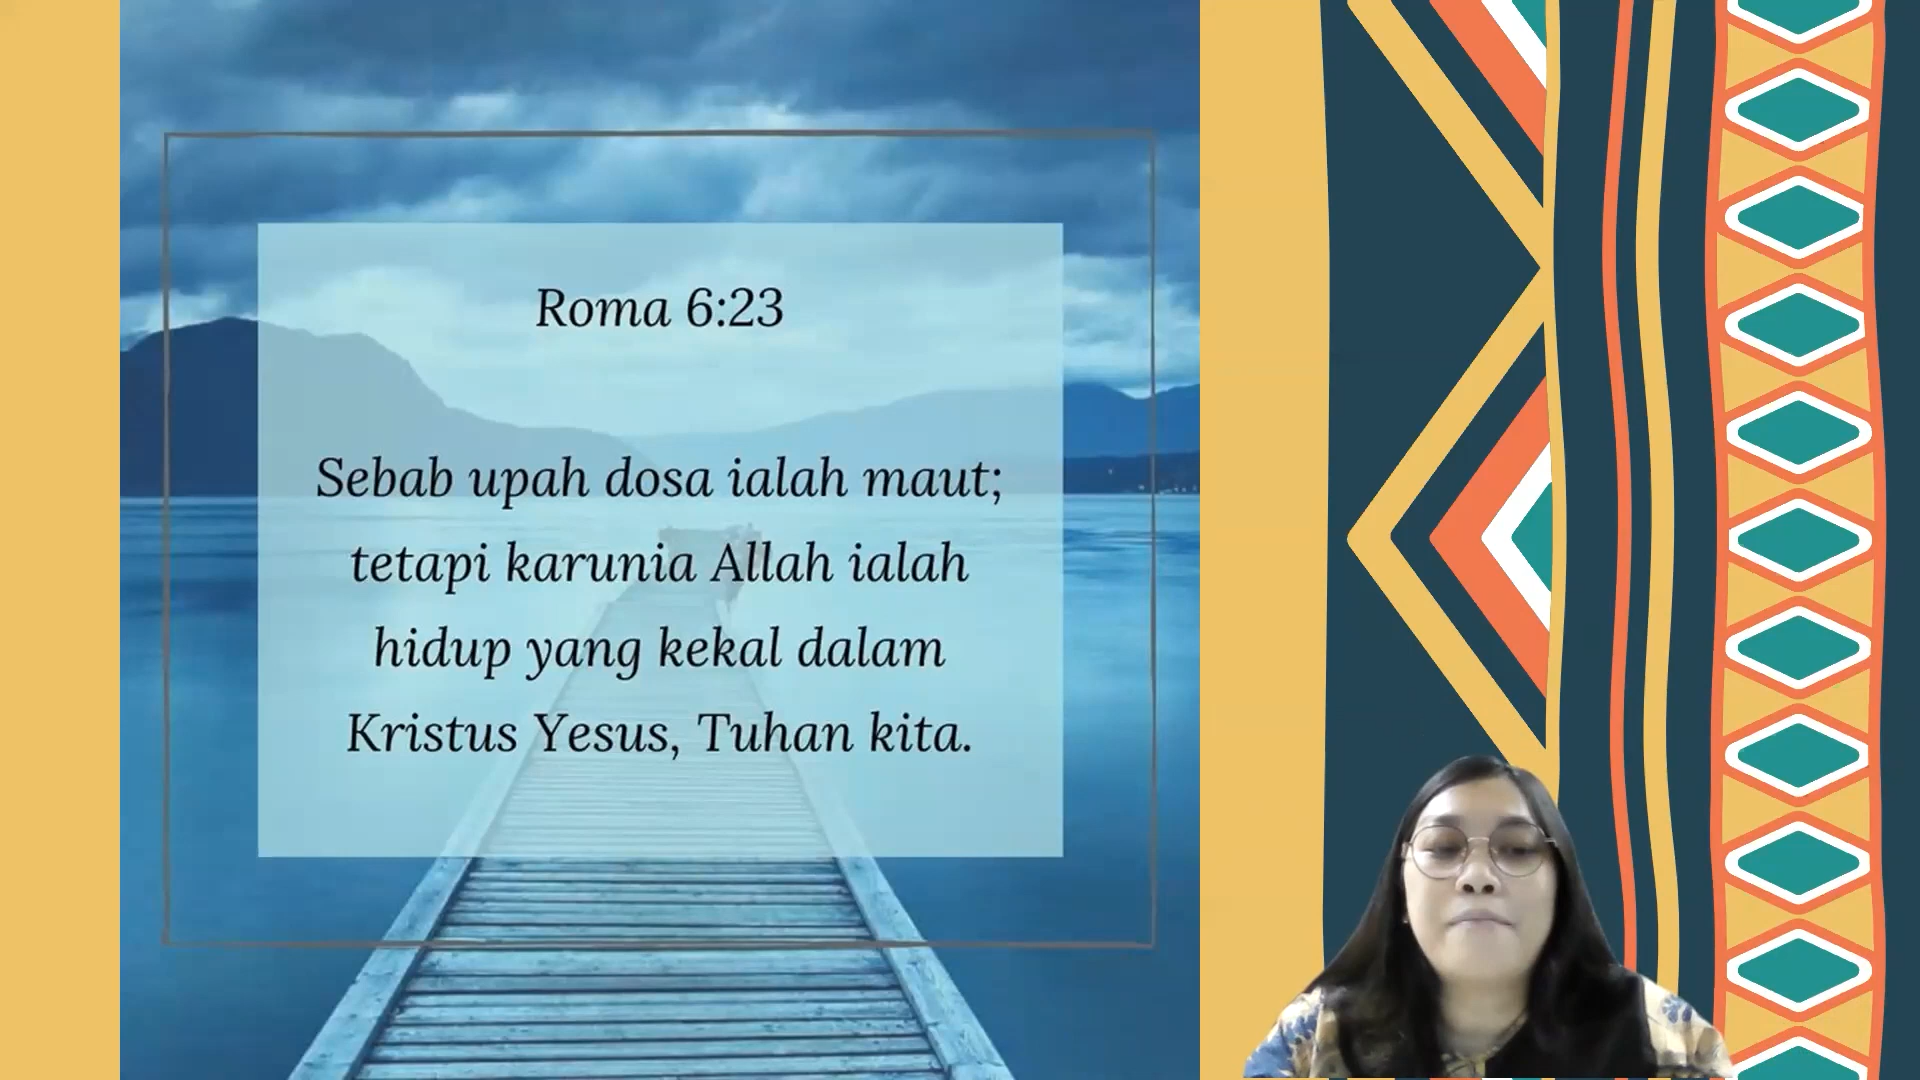 Roma 6:23
Sebab upah dosa ialah maut;
tetapi karunia Allah ialah
hidup yang kekal dalam
Kristus Yesus, Tuhan kita.